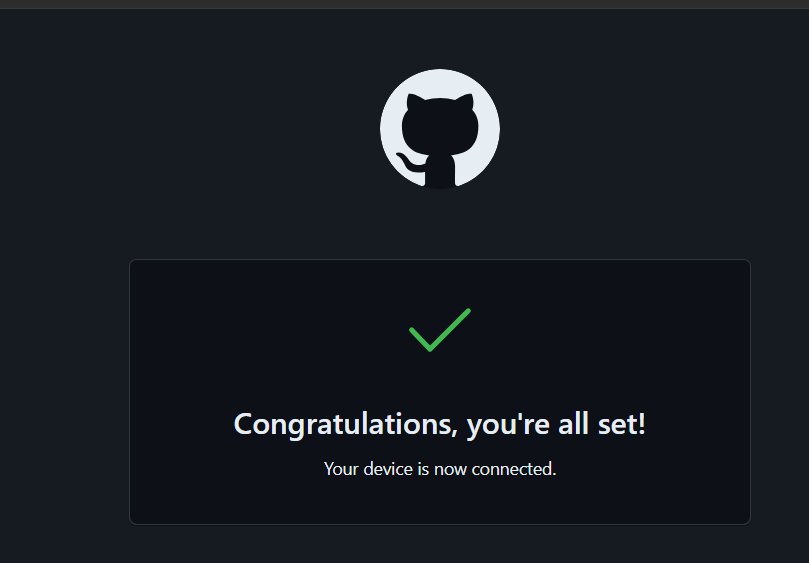 Congratulations, you're all set!
Your device is now connected.